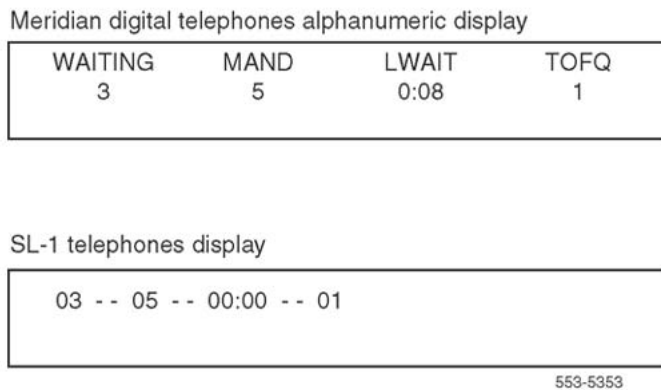 Meridian digital telephones alphanumeric display
WAITING MAND LWAIT TOFQ
3 5 0:08 1
SL-1 telephones display
03 - - 05 - - 00:00 - - 01
553-5353